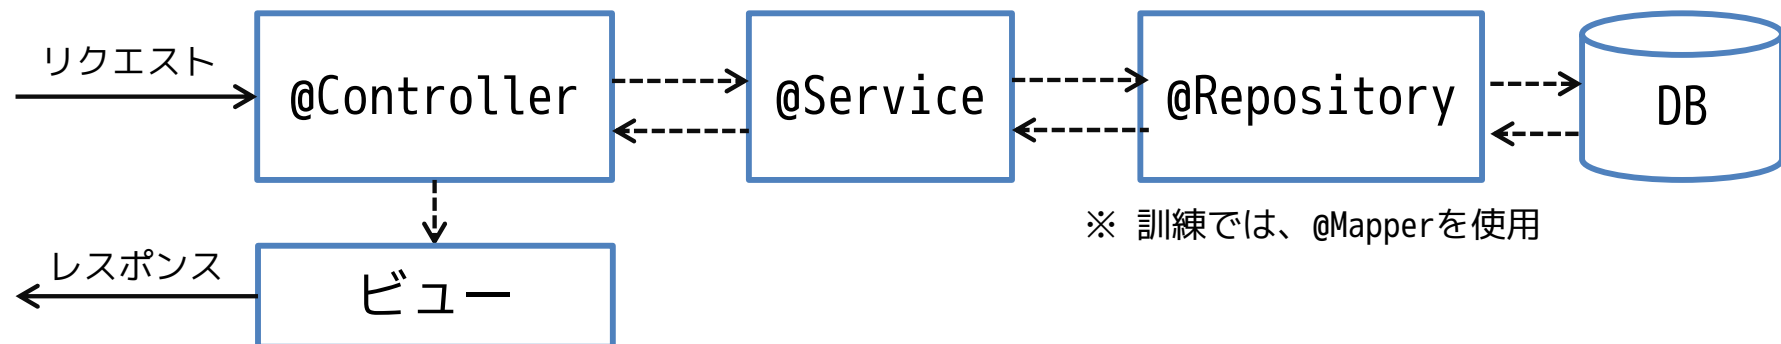 リクエスト
@Controller
@Service
@Repository
DB
※ 訓練では、@Mapperを使用
レスポンス
ビュー